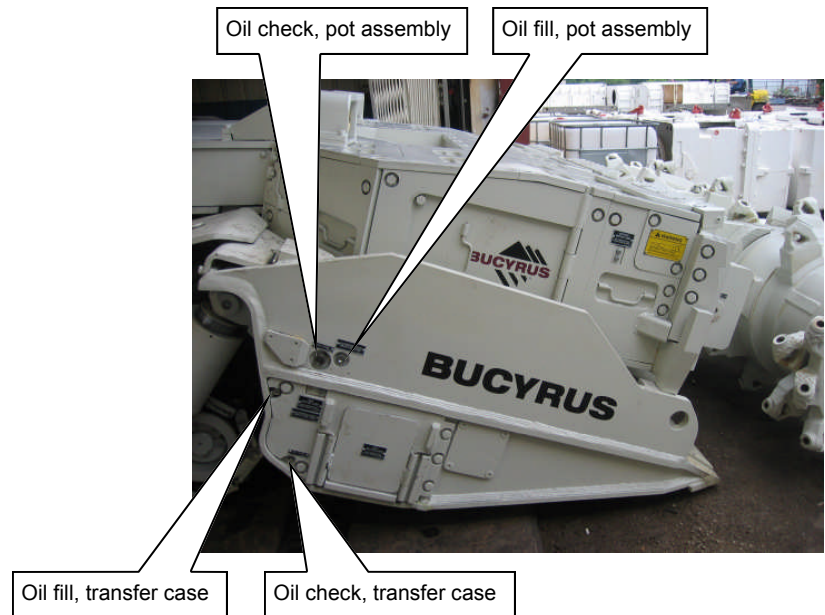 Oil check, pot assembly
Oil fill, pot assembly
BUCYRUS
BUCYRUS
Oil fill, transfer case
Oil check, transfer case